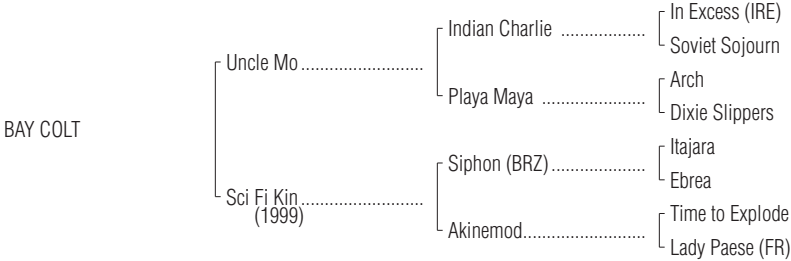 In Excess (IRE)
Indian Charlie ...................
Soviet Sojourn
Uncle Mo ..........................
Arch
Playa Maya ......................
Dixie Slippers
BAY COLT
Itajara
Siphon (BRZ)....................
Ebrea
Sci Fi Kin..........................
(1999)
Time to Explode
Akinemod..........................
Lady Paese (FR)